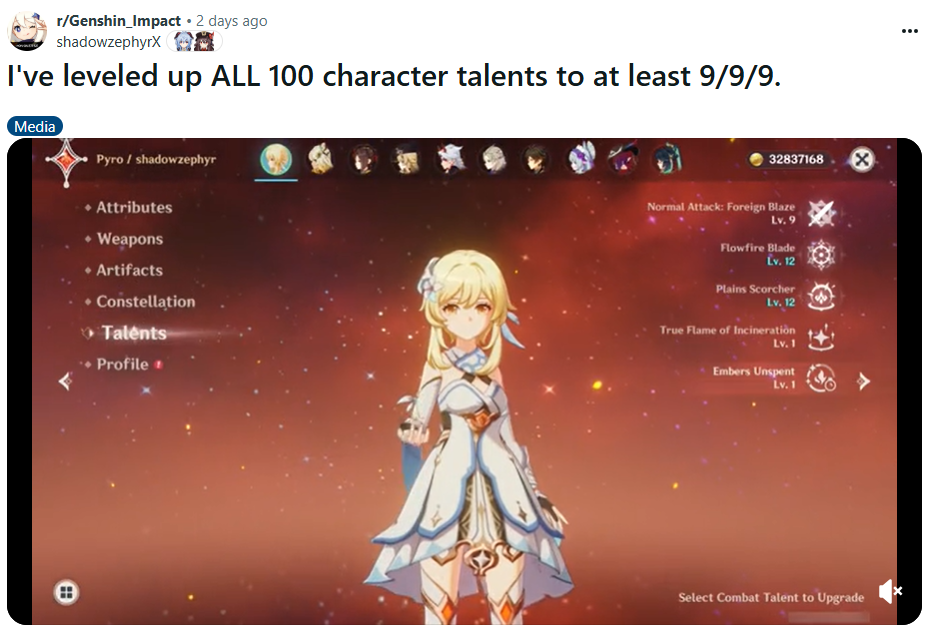 r/Genshin_Impact • 2 days ago
shadowzephyrX
I've leveled up ALL 100 character talents to at least 9/9/9.
Media
Pyro / shadowzephyr
32837168
Attributes
Weapons
Artifacts
Constellation
Talents
Profile
Normal Attack: Foreign Blaze
Lv. 9
Flowfire Blade
Lv. 12
Plains Scorcher
Lv. 12
True Flame of Incineration
Lv. 1
Embers Unspent
Lv. 1
Select Combat Talent to Upgrade